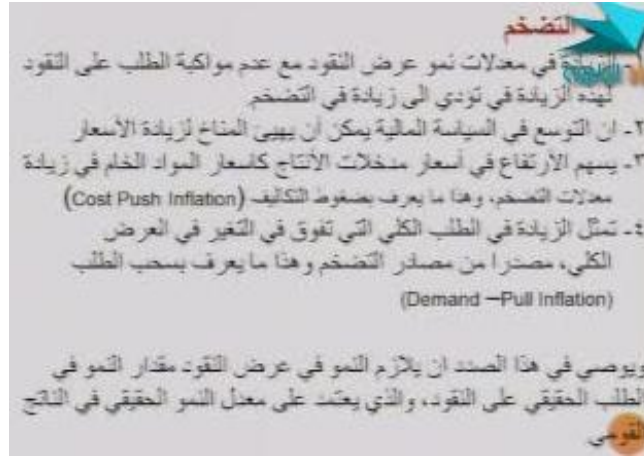 التضخم
١- الزيادة في معدلات نمو عرض النقود مع عدم مواكبة الطلب على النقود
لهذه الزيادة في تودي الى زيادة في التضخم
٢- ان التوسع في السياسة المالية يمكن أن يهيئ المناخ لزيادة الأسعار
٣- يسهم الارتفاع في أسعار مدخلات الأنتاج كاسعار المواد الخام في زيادة
معدلات التضخم، وهذا ما يعرف بضغوط التكاليف (Cost Push Inflation)
٤- تمثل الزيادة في الطلب الكلي التي تفوق في التغير في العرض
الكلي، مصدرا من مصادر التضخم وهذا ما يعرف بسحب الطلب
(Demand –Pull Inflation)
ويوصي في هذا الصدد ان يلازم النمو في عرض النقود مقدار النمو في
الطلب الحقيقي على النقود، والذي يعتمد على معدل النمو الحقيقي في الناتج
القومي